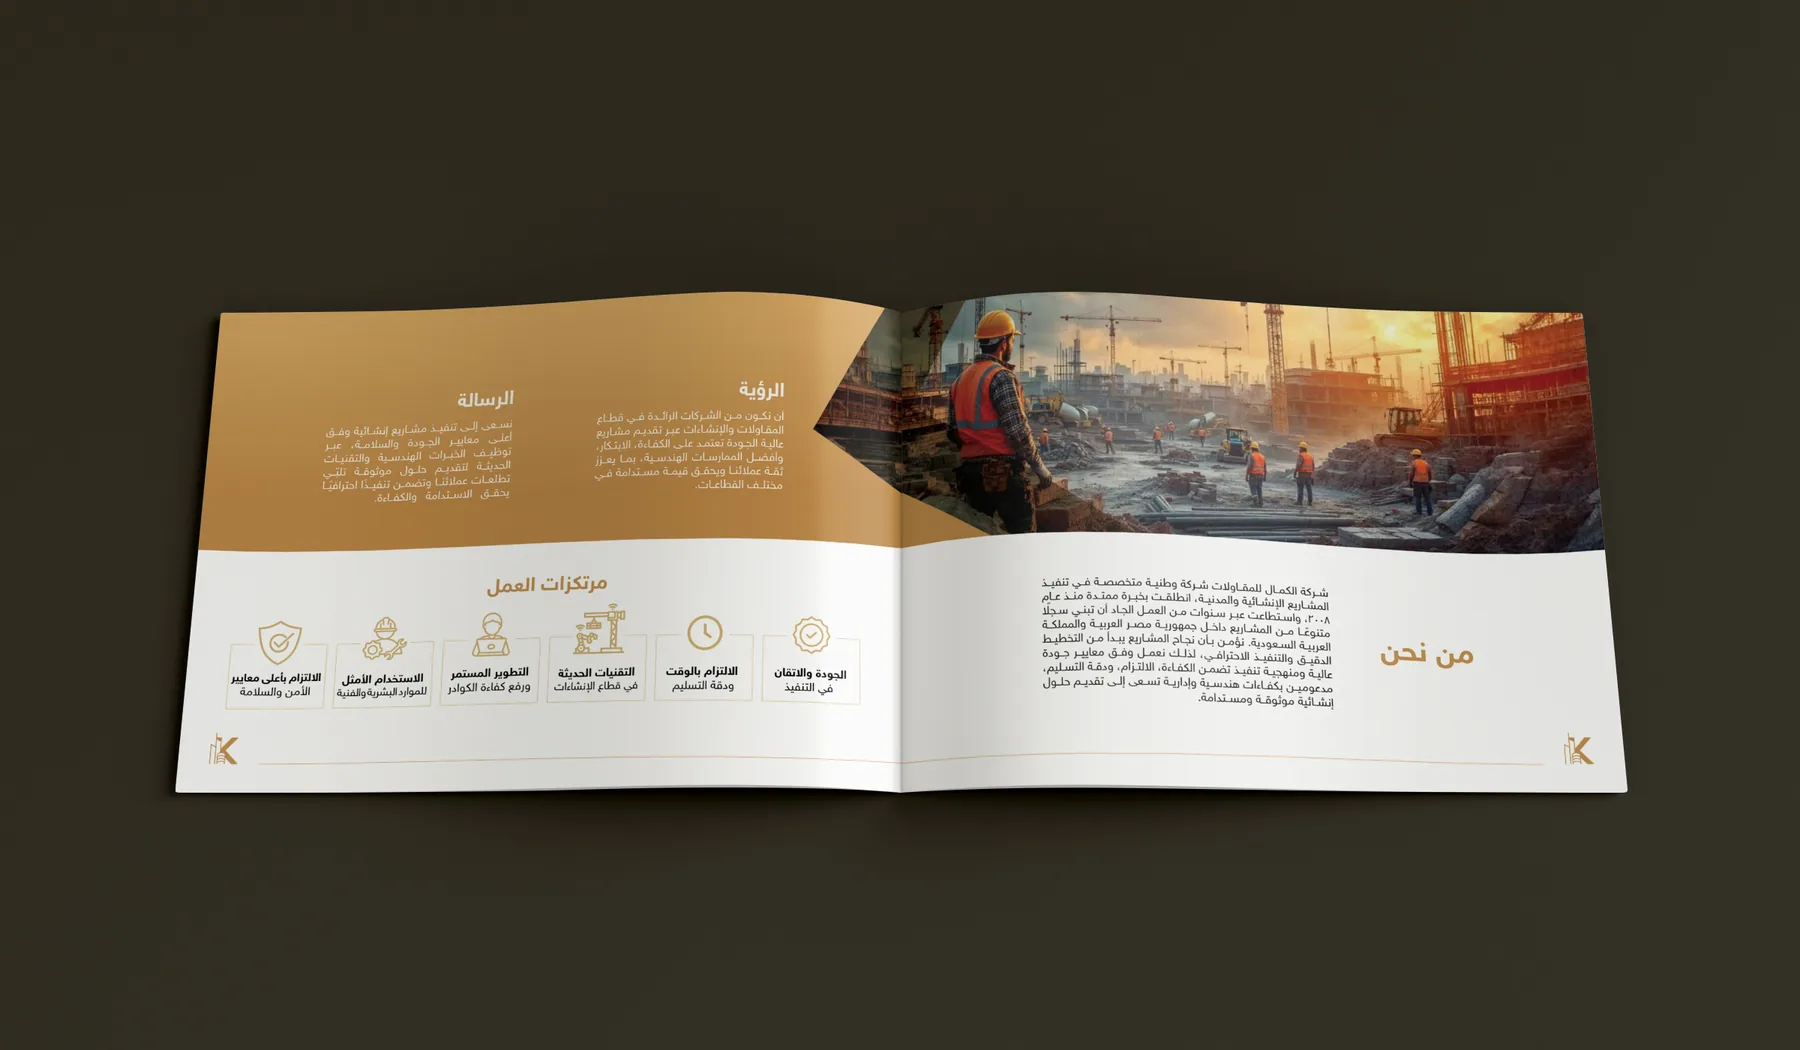 من نحن
شركة الكمال للمقاولات شركة وطنية متخصصة في تنفيذ
المشاريع الإنشائية والمدنية، انطلقت بخبرة ممتدة منذ عام
٢٠٠٨، واستطاعت عبر سنوات من العمل الجاد أن تبني سجلًا
متنوعًا من المشاريع داخل جمهورية مصر العربية والمملكة
العربية السعودية. نؤمن بأن نجاح المشاريع يبدأ من التخطيط
الدقيق والتنفيذ الاحترافي، لذلك نعمل وفق معايير جودة
عالية ومنهجية تنفيذ تضمن الكفاءة، الالتزام، ودقة التسليم،
مدعومين بكفاءات هندسية وإدارية تسعى إلى تقديم حلول
إنشائية موثوقة ومستدامة.
الرؤية
أن نكون من الشركات الرائدة في قطاع
المقاولات والإنشاءات عبر تقديم مشاريع
عالية الجودة تعتمد على الكفاءة، الابتكار،
وأفضل الممارسات الهندسية، بما يعزز
ثقة عملائنا ويحقق قيمة مستدامة في
مختلف القطاعات.
الرسالة
نسعى إلى تنفيذ مشاريع إنشائية وفق
أعلى معايير الجودة والسلامة، عبر
توظيف الخبرات الهندسية والتقنيات
الحديثة لتقديم حلول موثوقة تلبّي
تطلعات عملائنا وتضمن تنفيذًا احترافيًا
يحقق الاستدامة والكفاءة.
مرتكزات العمل
الجودة والاتقان
في التنفيذ
الالتزام بالوقت
ودقة التسليم
التقنيات الحديثة
في قطاع الإنشاءات
التطوير المستمر
ورفع كفاءة الكوادر
الاستخدام الأمثل
للموارد البشرية والفنية
الالتزام بأعلى معايير
الأمن والسلامة
K
K